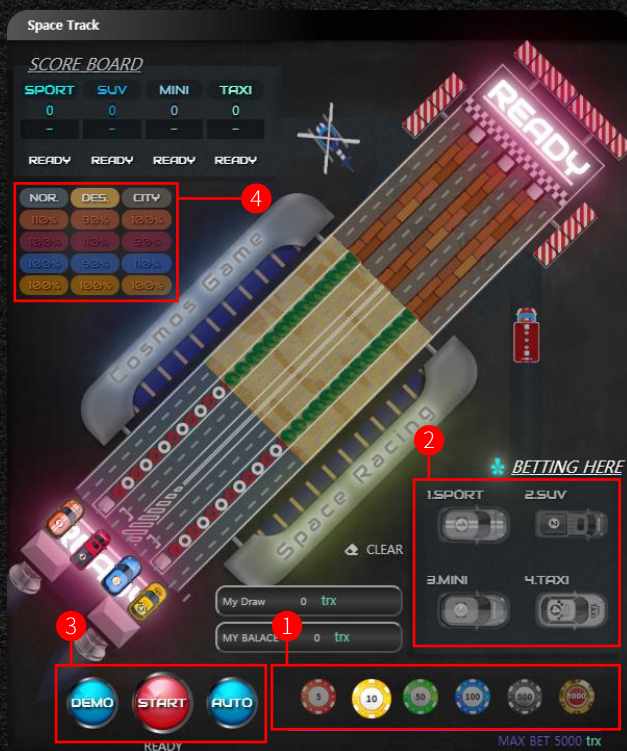 Space Track
SCORE BOARD
SPORT SUV MINI TAXI
0 0 0 0
- - - -
READY READY READY READY
READY
NOR. DES. CITY
110% 90% 100%
100% 110% 90%
100% 90% 110%
100% 100% 100%
4
Cosmos Game
Space Racing
2
BETTING HERE
1.SPORT 2.SUV
3.MINI 4.TAXI
CLEAR
My Draw 0 trx
MY BALACE 0 trx
3
1
DEMO START AUTO
5 10 50 100 500 1000
READY
MAX BET 5000 trx